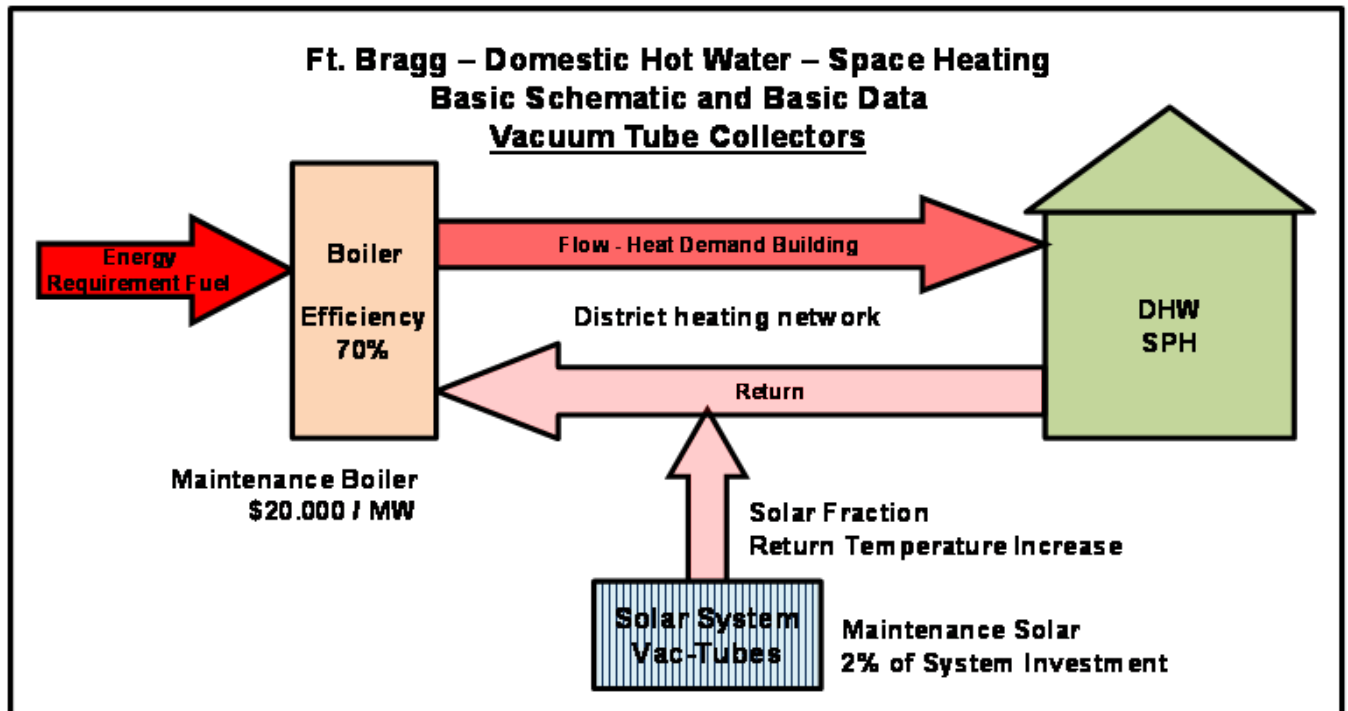 Ft. Bragg – Domestic Hot Water – Space Heating
Basic Schematic and Basic Data
Vacuum Tube Collectors
Energy
Requirement Fuel
Boiler
Efficiency
70%
Flow - Heat Demand Building
District heating network
Return
DHW
SPH
Maintenance Boiler
$20.000 / MW
Solar Fraction
Return Temperature Increase
Solar System
Vac-Tubes
Maintenance Solar
2% of System Investment